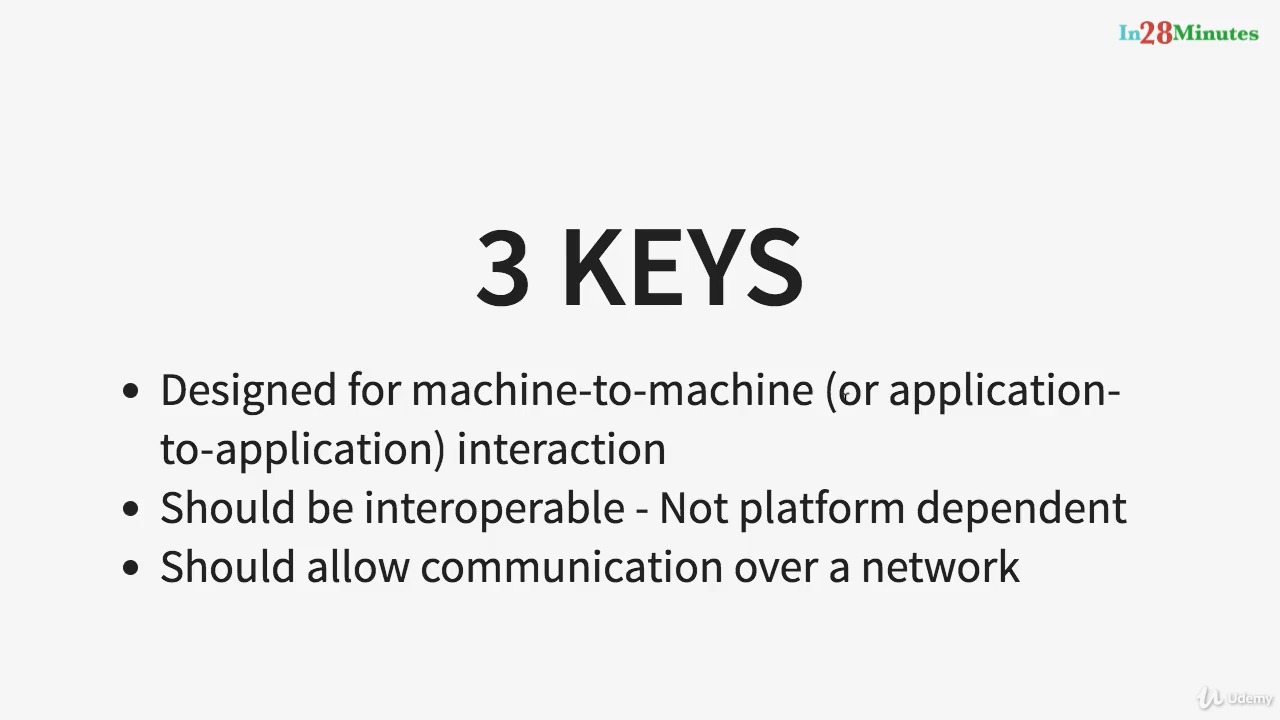 In28Minutes
3 KEYS
• Designed for machine-to-machine (or application-
to-application) interaction
• Should be interoperable - Not platform dependent
• Should allow communication over a network
Udemy